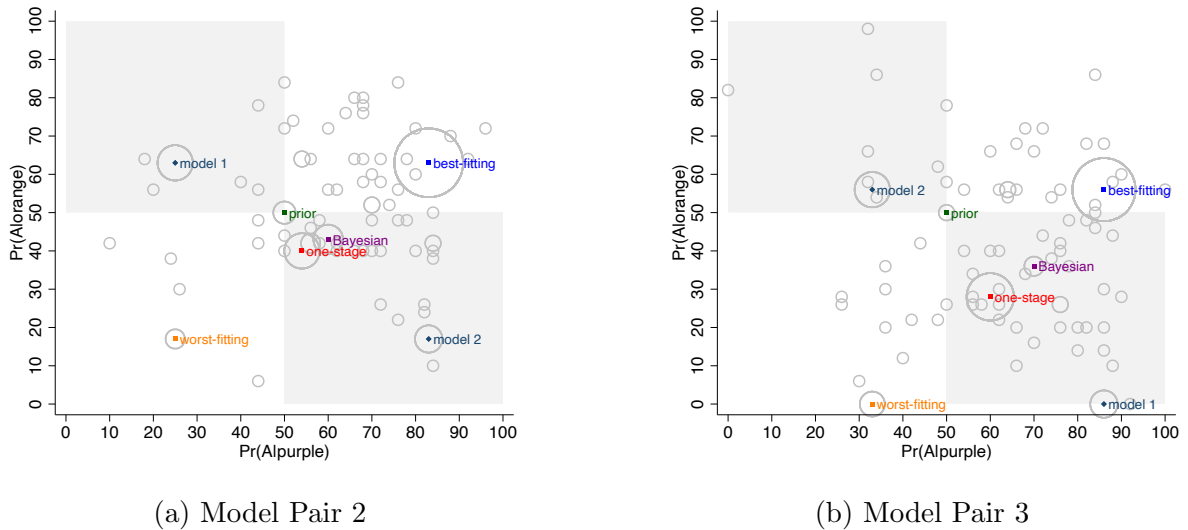 100
90
80
70
60
50
40
30
20
10
0
Pr(A|orange)
model 1
best-fitting
prior
Bayesian
one-stage
worst-fitting
model 2
0 10 20 30 40 50 60 70 80 90 100
Pr(A|purple)
(a) Model Pair 2
100
90
80
70
60
50
40
30
20
10
0
Pr(A|orange)
model 2
best-fitting
prior
Bayesian
one-stage
worst-fitting
model 1
0 10 20 30 40 50 60 70 80 90 100
Pr(A|purple)
(b) Model Pair 3